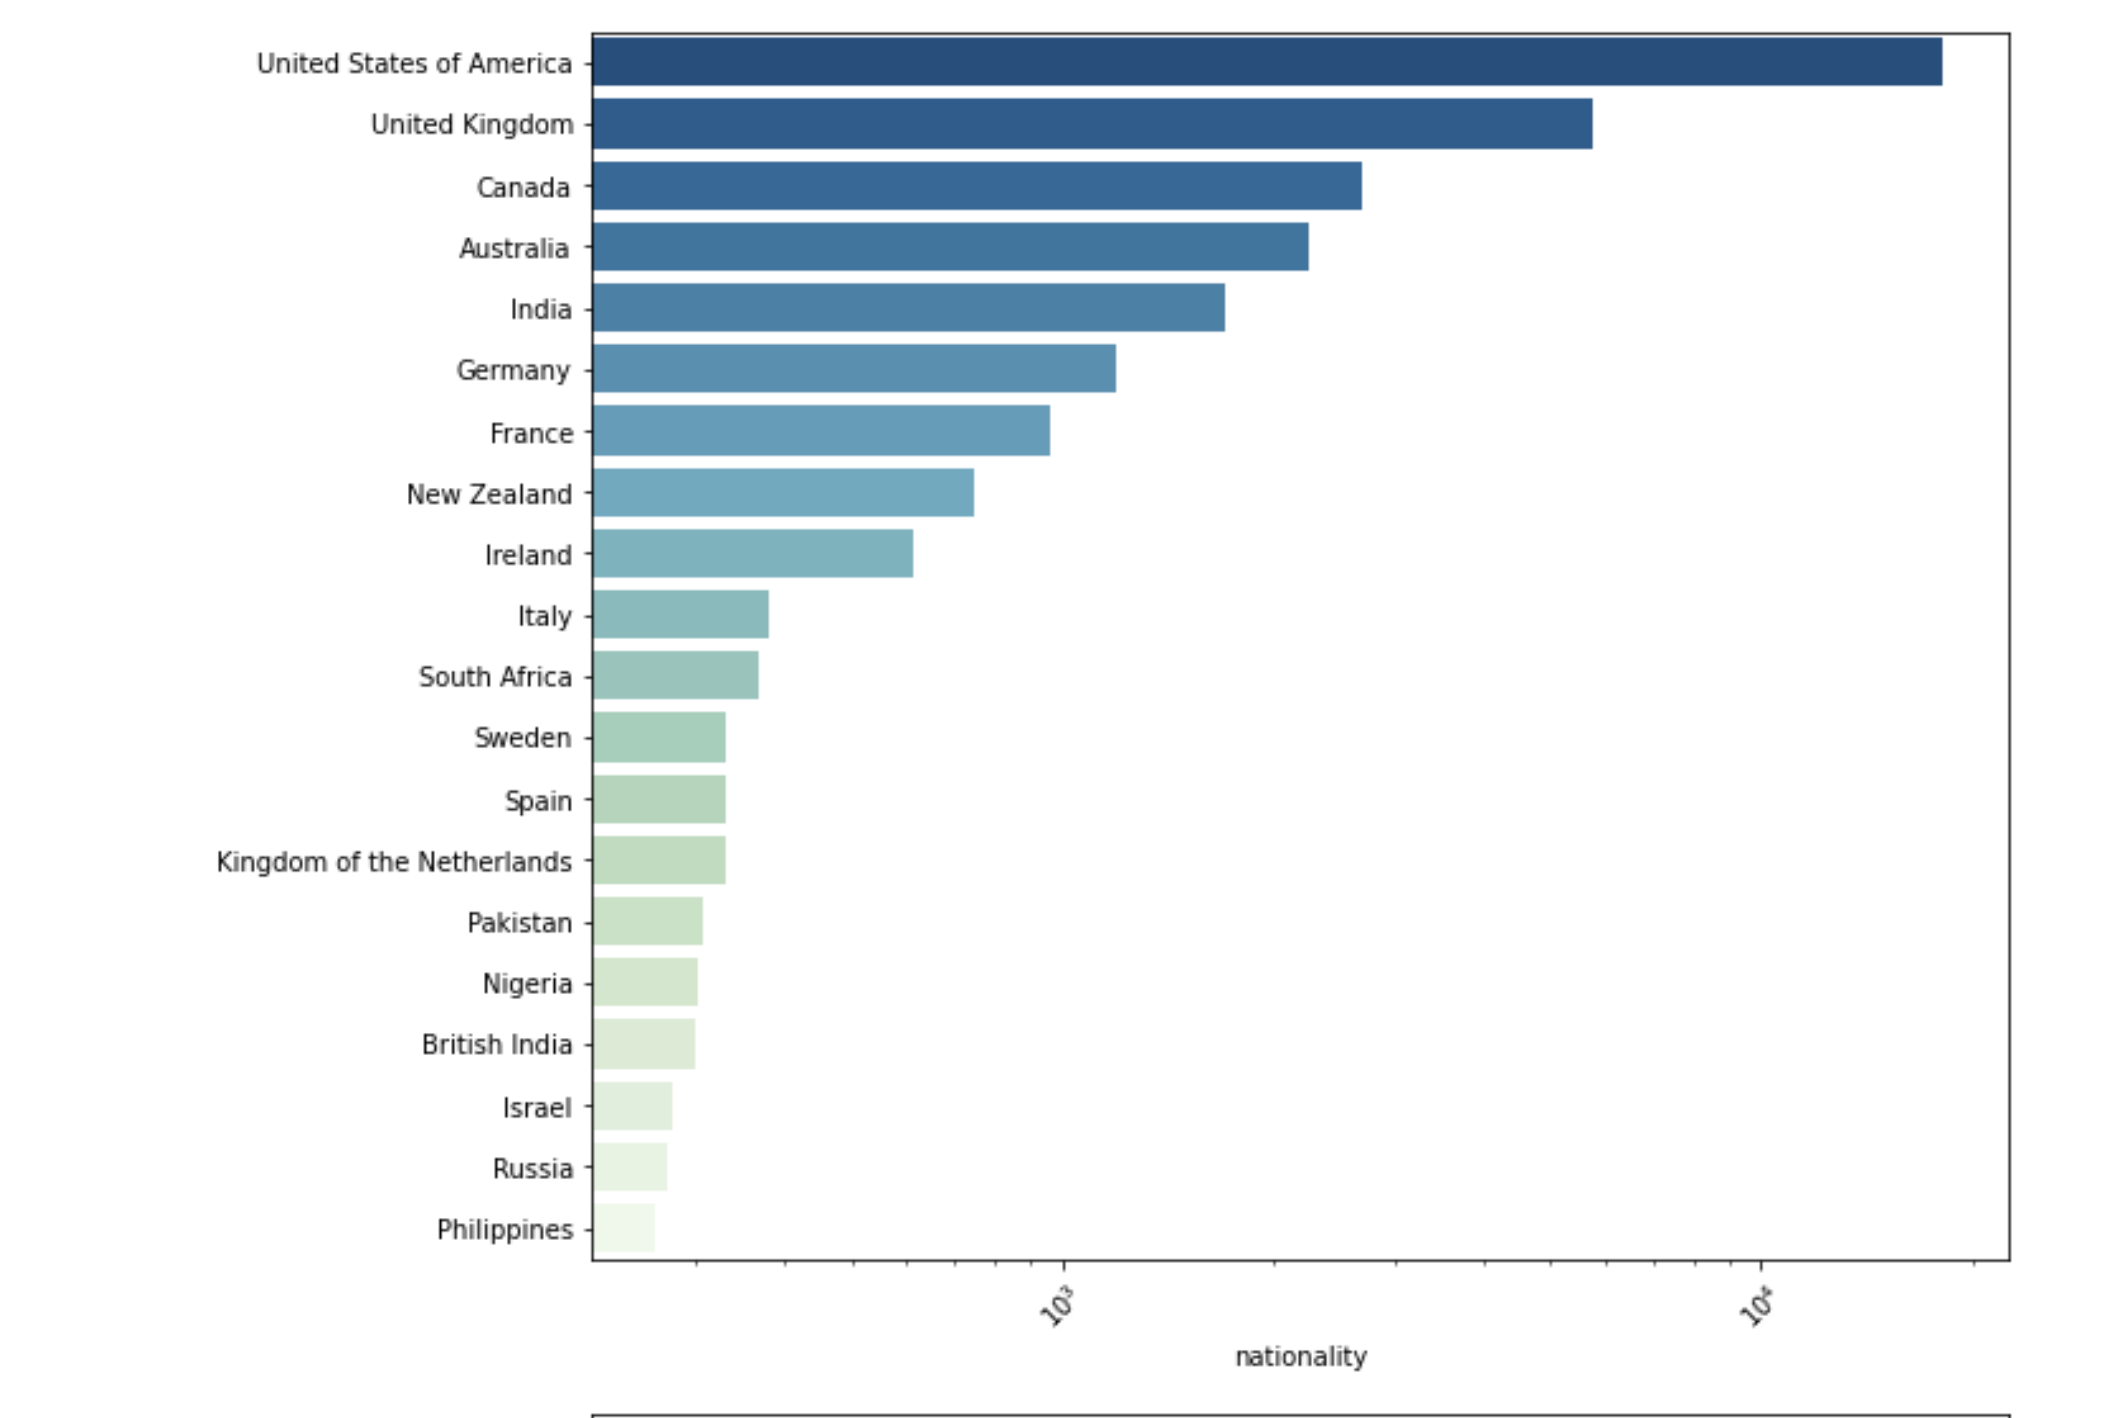 United States of America
United Kingdom
Canada
Australia
India
Germany
France
New Zealand
Ireland
Italy
South Africa
Sweden
Spain
Kingdom of the Netherlands
Pakistan
Nigeria
British India
Israel
Russia
Philippines
10³ 10⁴
nationality